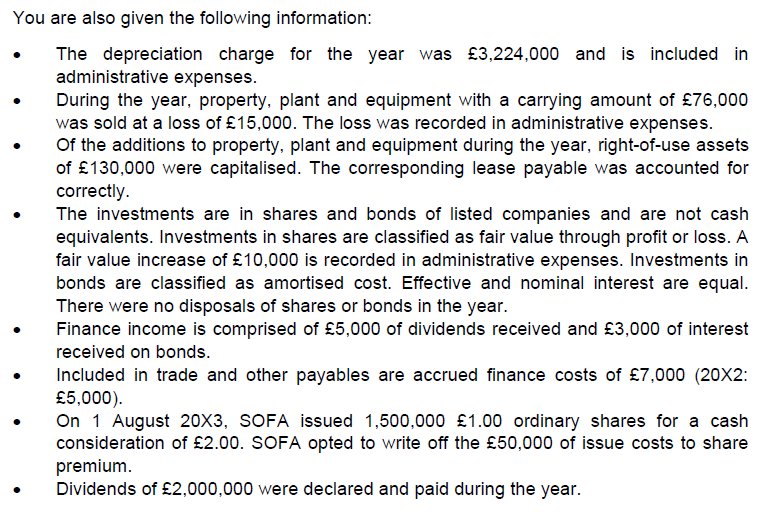 You are also given the following information:
• The depreciation charge for the year was £3,224,000 and is included in
administrative expenses.
• During the year, property, plant and equipment with a carrying amount of £76,000
was sold at a loss of £15,000. The loss was recorded in administrative expenses.
• Of the additions to property, plant and equipment during the year, right-of-use assets
of £130,000 were capitalised. The corresponding lease payable was accounted for
correctly.
• The investments are in shares and bonds of listed companies and are not cash
equivalents. Investments in shares are classified as fair value through profit or loss. A
fair value increase of £10,000 is recorded in administrative expenses. Investments in
bonds are classified as amortised cost. Effective and nominal interest are equal.
There were no disposals of shares or bonds in the year.
• Finance income is comprised of £5,000 of dividends received and £3,000 of interest
received on bonds.
• Included in trade and other payables are accrued finance costs of £7,000 (20X2:
£5,000).
• On 1 August 20X3, SOFA issued 1,500,000 £1.00 ordinary shares for a cash
consideration of £2.00. SOFA opted to write off the £50,000 of issue costs to share
premium.
• Dividends of £2,000,000 were declared and paid during the year.